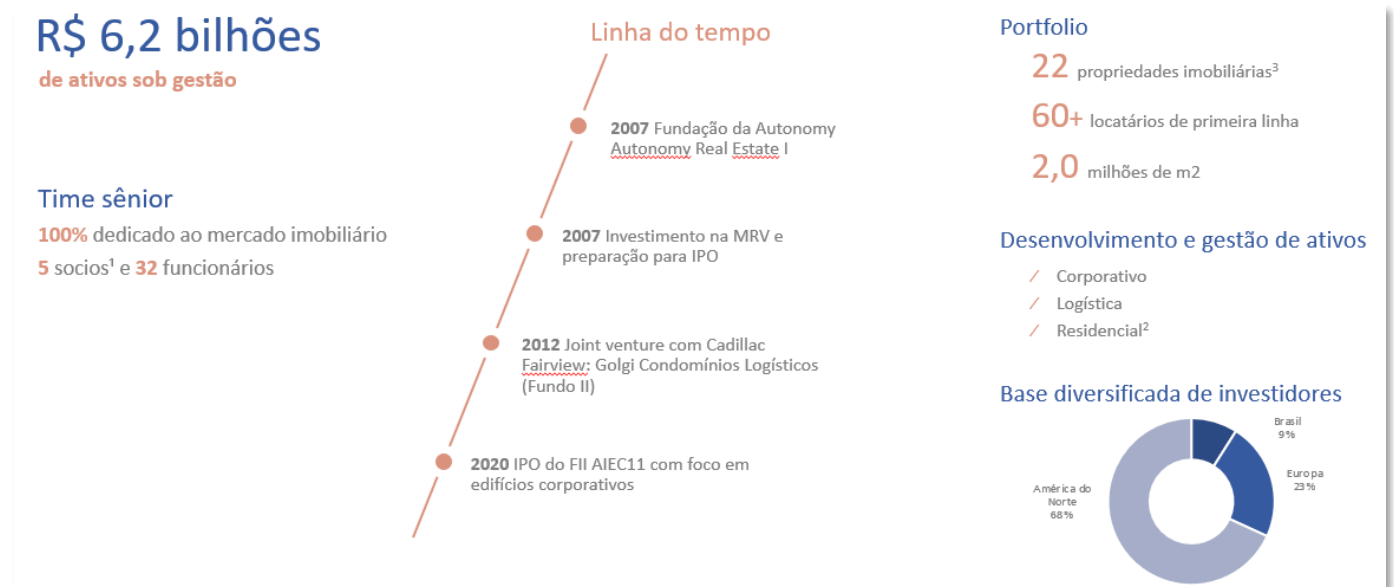 R$ 6,2 bilhões
de ativos sob gestão
Time sênior
100% dedicado ao mercado imobiliário
5 socios¹ e 32 funcionários
Linha do tempo
2007 Fundação da Autonomy
Autonomy Real Estate I
2007 Investimento na MRV e
preparação para IPO
2012 Joint venture com Cadillac
Fairview: Golgi Condomínios Logísticos
(Fundo II)
2020 IPO do FII AIEC11 com foco em
edifícios corporativos
Portfolio
22 propriedades imobiliárias³
60+ locatários de primeira linha
2,0 milhões de m2
Desenvolvimento e gestão de ativos
/ Corporativo
/ Logística
/ Residencial²
Base diversificada de investidores
Brasil
9%
Europa
23%
América do
Norte
68%